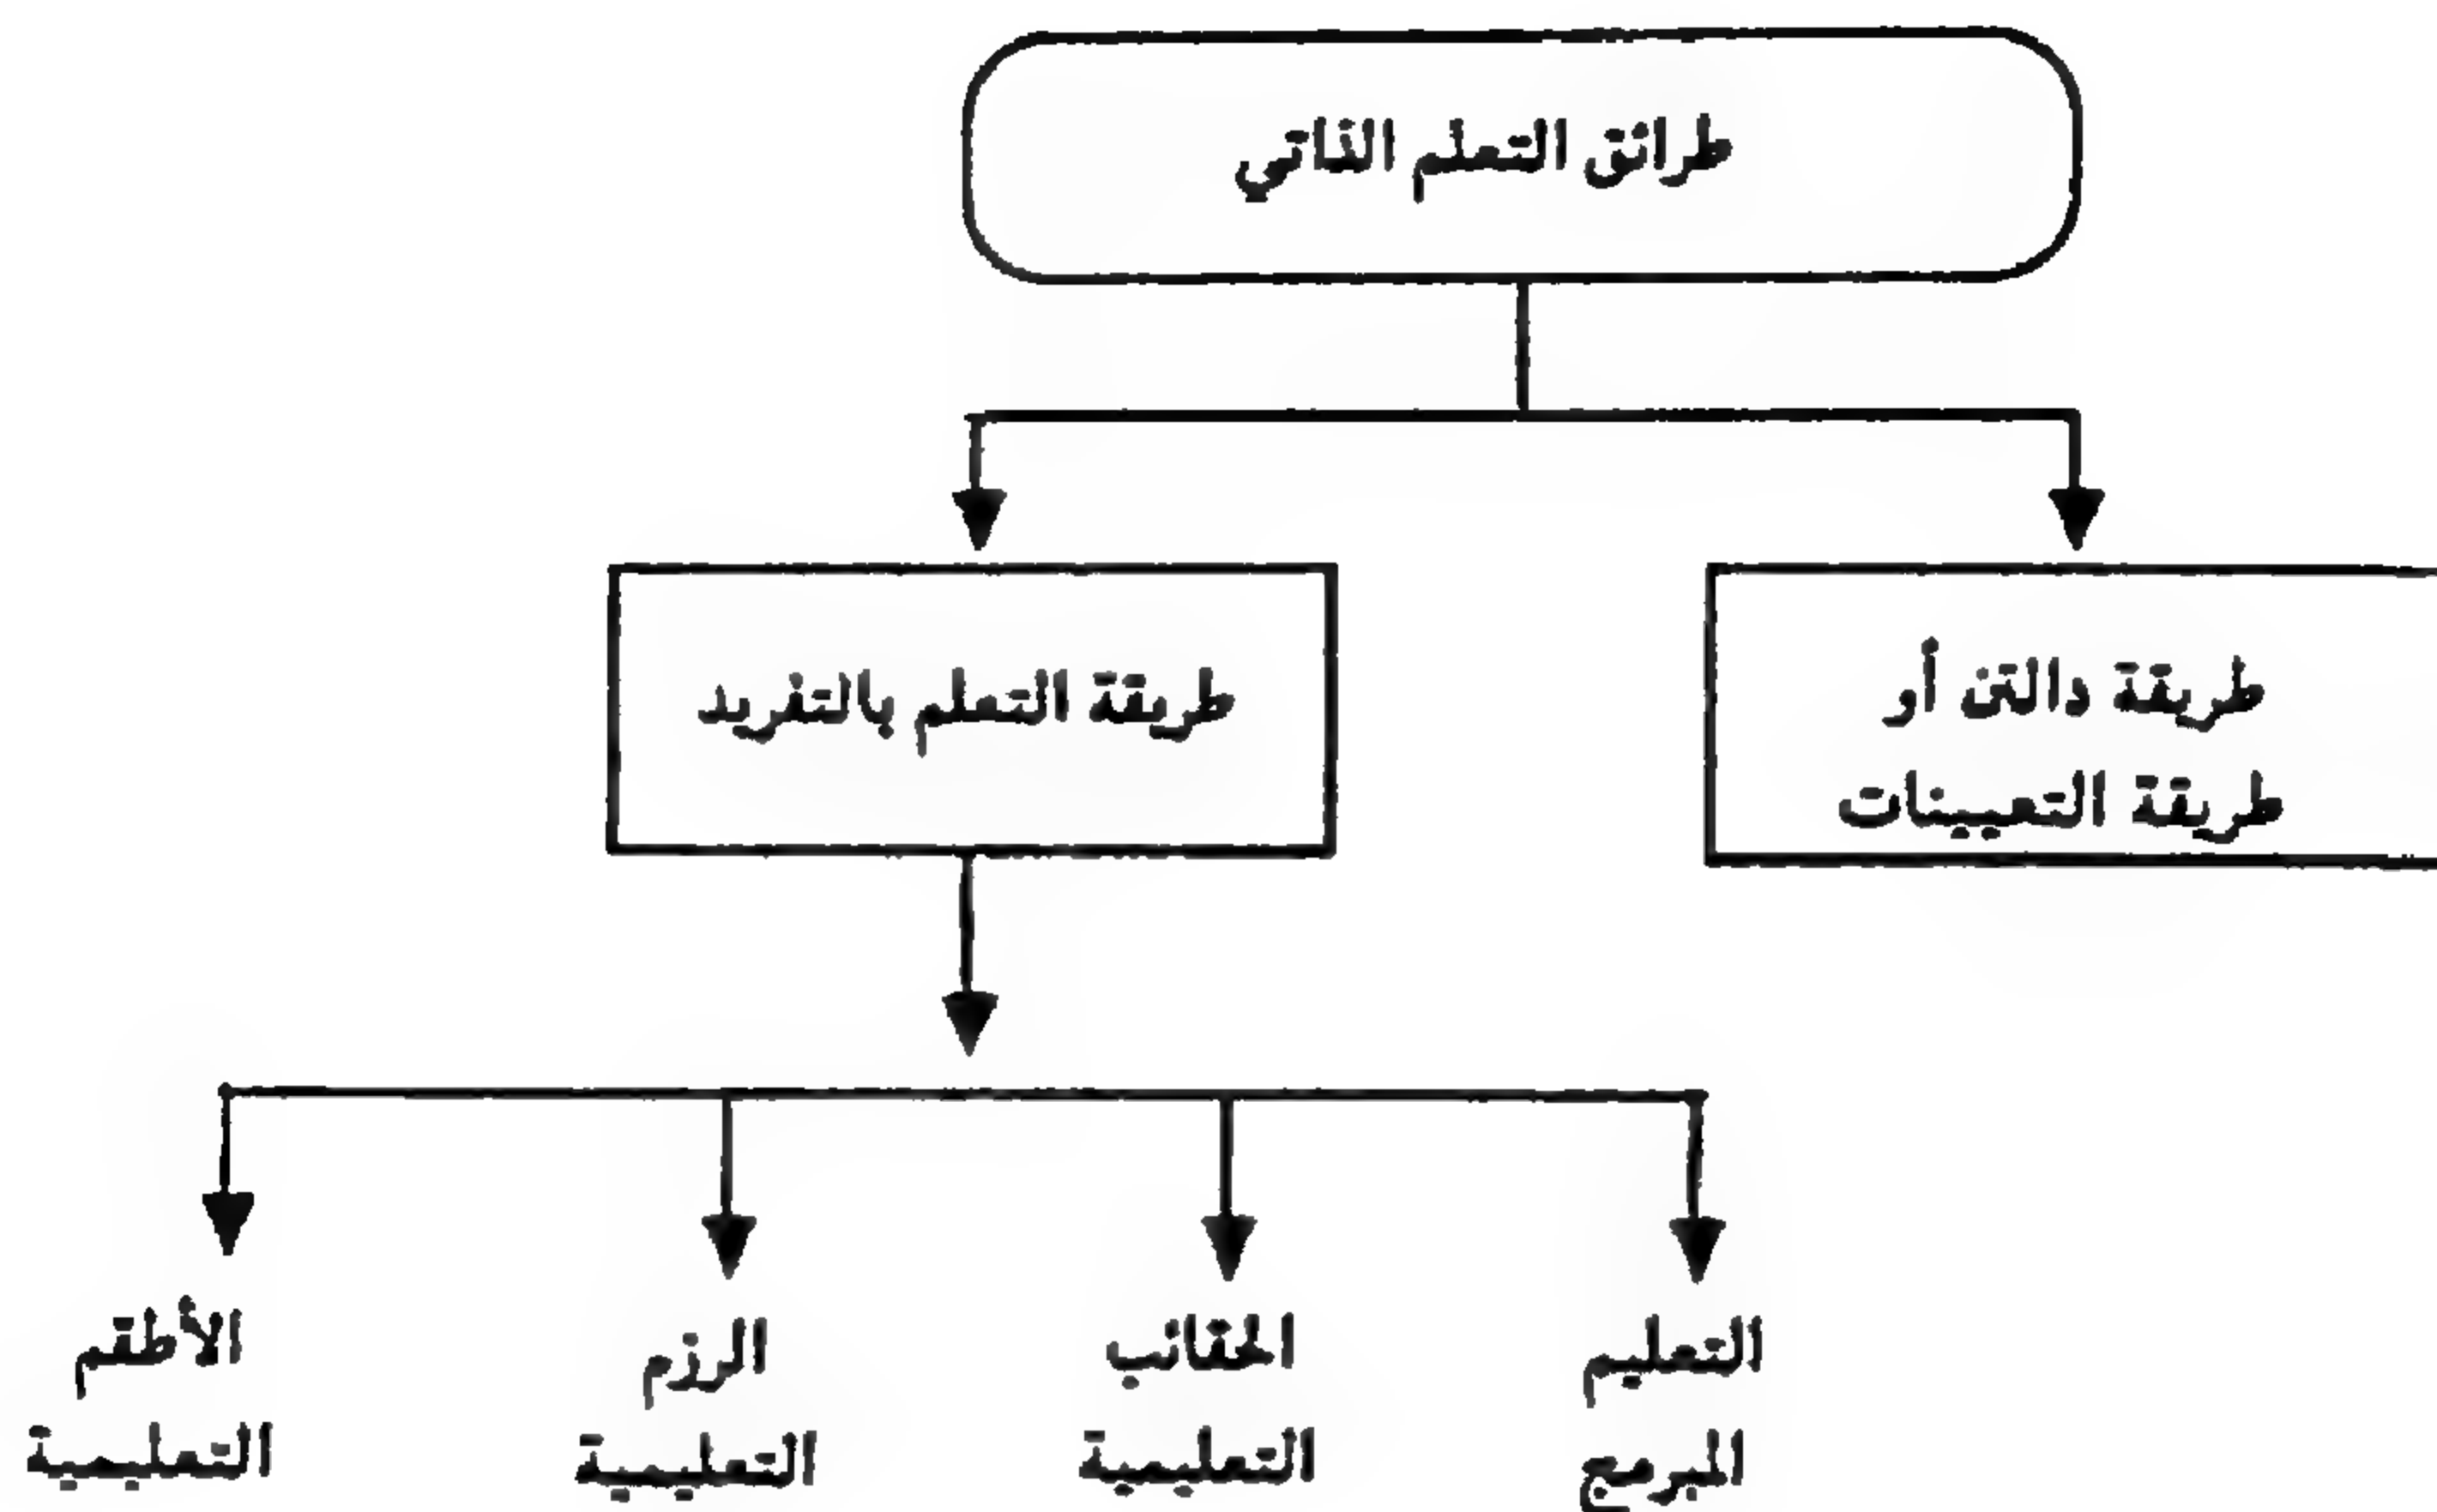 طرائق التعلم الذاتي
طريقة دالتن أو
طريقة التعيينات
طريقة التعلم بالتفريد
التعليم
المبرمج
الحقائب
التعليمية
الرزم
التعليمية
الأطقم
التعليمية